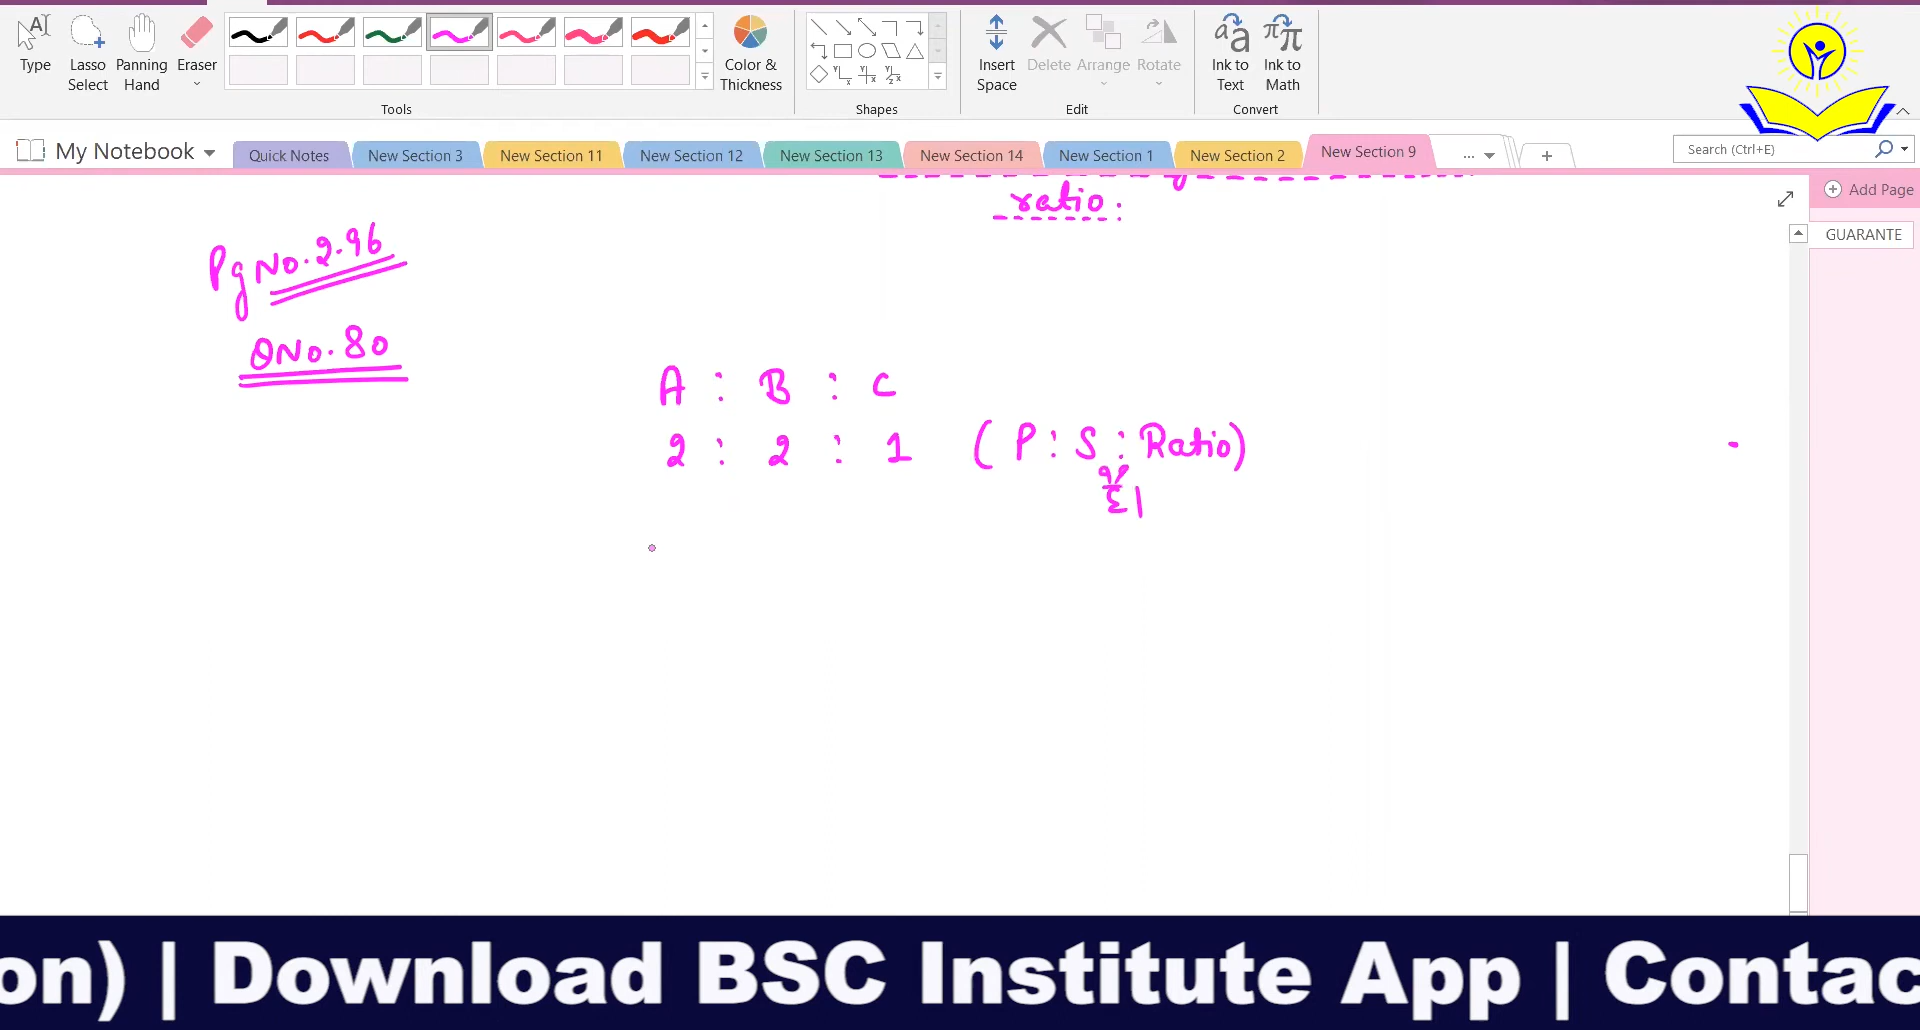 Type
Lasso Select
Panning Hand
Eraser
Color & Thickness
Insert Space
Delete
Arrange
Rotate
Ink to Text
Ink to Math
Tools
Shapes
Edit
Convert
My Notebook
Quick Notes
New Section 3
New Section 11
New Section 12
New Section 13
New Section 14
New Section 1
New Section 2
New Section 9
...
Search (Ctrl+E)
Add Page
GUARANTE
ratio.
Pg No. 2.96
QNo. 80
A : B : C
2 : 2 : 1 (P : S : Ratio)
on) | Download BSC Institute App | Contac